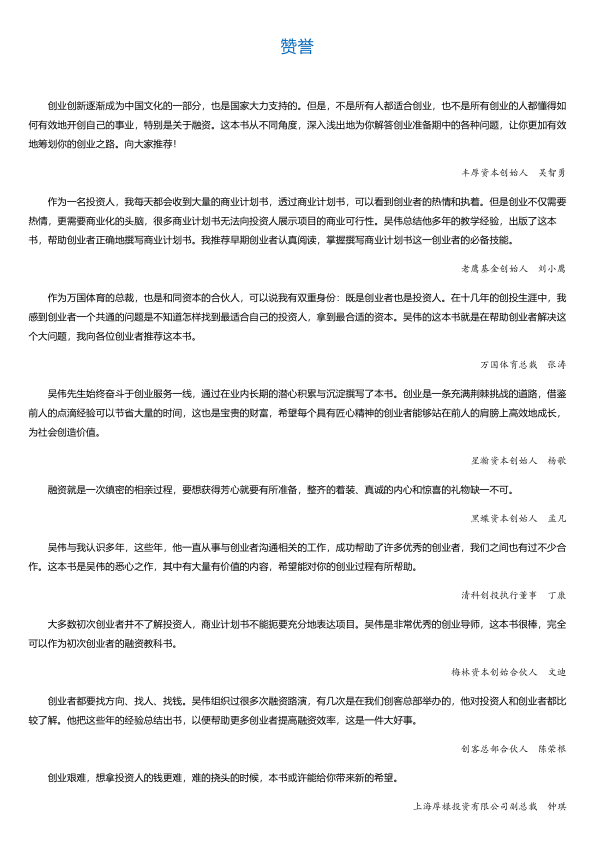 赞誉
创业创新逐渐成为中国文化的一部分，也是国家大力支持的。但是，不是所有人都适合创业，也不是所有创业的人都懂得如
何有效地开创自己的事业，特别是关于融资。这本书从不同角度，深入浅出地为你解答创业准备期中的各种问题，让你更加有效
地筹划你的创业之路。向大家推荐！
丰厚资本创始人　吴智勇
作为一名投资人，我每天都会收到大量的商业计划书，透过商业计划书，可以看到创业者的热情和执着。但是创业不仅需要
热情，更需要商业化的头脑，很多商业计划书无法向投资人展示项目的商业可行性。吴伟总结他多年的教学经验，出版了这本
书，帮助创业者正确地撰写商业计划书。我推荐早期创业者认真阅读，掌握撰写商业计划书这一创业者的必备技能。
老鹰基金创始人　刘小鹰
作为万国体育的总裁，也是和同资本的合伙人，可以说我有双重身份：既是创业者也是投资人。在十几年的创投生涯中，我
感到创业者一个共通的问题是不知道怎样找到最适合自己的投资人，拿到最合适的资本。吴伟的这本书就是在帮助创业者解决这
个大问题，我向各位创业者推荐这本书。
万国体育总裁　张涛
吴伟先生始终奋斗于创业服务一线，通过在业内长期的潜心积累与沉淀撰写了本书。创业是一条充满荆棘挑战的道路，借鉴
前人的点滴经验可以节省大量的时间，这也是宝贵的财富，希望每个具有匠心精神的创业者能够站在前人的肩膀上高效地成长，
为社会创造价值。
星瀚资本创始人　杨歌
融资就是一次缜密的相亲过程，要想获得芳心就要有所准备，整齐的着装、真诚的内心和惊喜的礼物缺一不可。
黑蝶资本创始人　孟凡
吴伟与我认识多年，这些年，他一直从事与创业者沟通相关的工作，成功帮助了许多优秀的创业者，我们之间也有过不少合
作。这本书是吴伟的悉心之作，其中有大量有价值的内容，希望能对你的创业过程有所帮助。
清科创投执行董事　丁康
大多数初次创业者并不了解投资人，商业计划书不能扼要充分地表达项目。吴伟是非常优秀的创业导师，这本书很棒，完全
可以作为初次创业者的融资教科书。
梅林资本创始合伙人　文迪
创业者都要找方向、找人、找钱。吴伟组织过很多次融资路演，有几次是在我们创客总部举办的，他对投资人和创业者都比
较了解。他把这些年的经验总结出书，以便帮助更多创业者提高融资效率，这是一件大好事。
创客总部合伙人　陈荣根
创业艰难，想拿投资人的钱更难，难的挠头的时候，本书或许能给你带来新的希望。
上海厚禄投资有限公司副总裁　钟琪